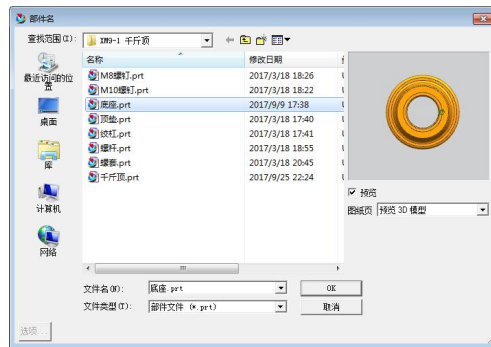 部件名
查找范围(I):
IM9-1 千斤顶
名称
修改日期
M8螺钉.prt
2017/3/18 18:26
M10螺钉.prt
2017/3/18 18:22
底座.prt
2017/9/9 17:38
顶垫.prt
2017/3/18 17:40
绞杠.prt
2017/3/18 17:41
螺杆.prt
2017/3/18 18:55
螺套.prt
2017/3/18 20:45
千斤顶.prt
2017/9/25 22:24
最近访问的位
置
桌面
库
计算机
网络
预览
图纸页
预览 3D 模型
文件名(N):
底座.prt
OK
文件类型(T):
部件文件 (*.prt)
取消
选项...